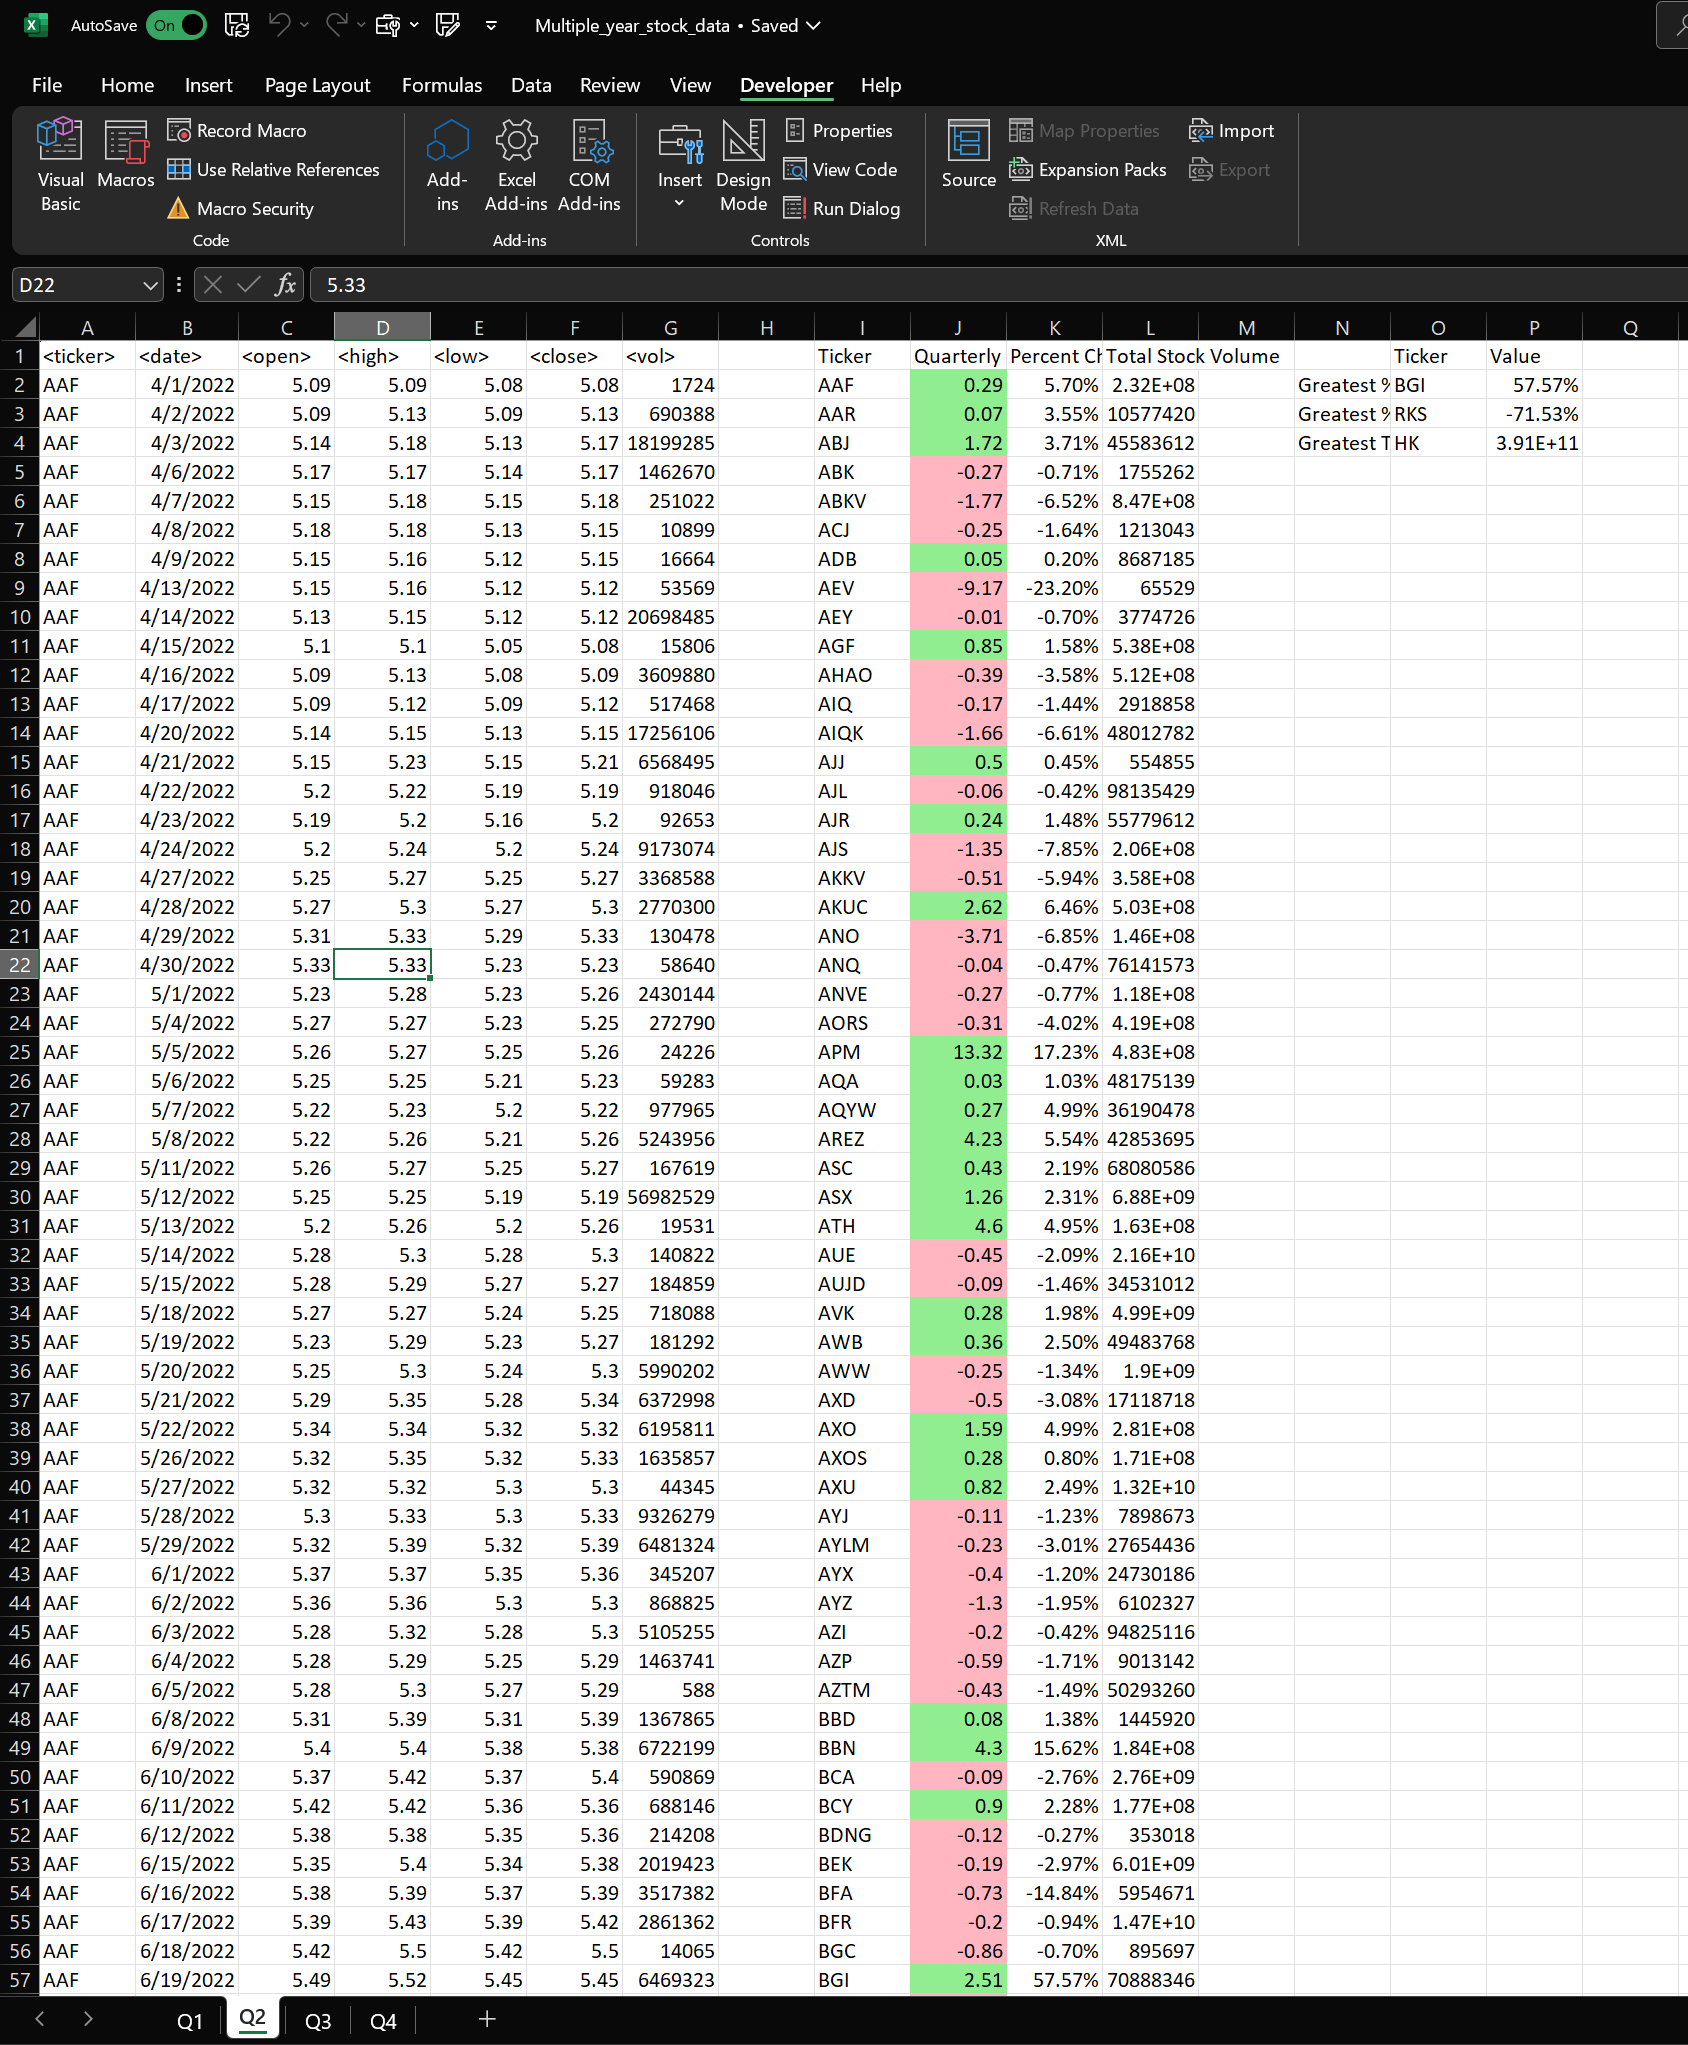 AutoSave On Multiple_year_stock_data • Saved
File Home Insert Page Layout Formulas Data Review View Developer Help
Visual Basic Macros Record Macro Use Relative References Macro Security Code
Add-ins Excel Add-ins COM Add-ins Add-ins
Insert Design Mode Properties View Code Run Dialog Controls
Source Map Properties Expansion Packs Refresh Data Import Export XML
D22 fx 5.33
A B C D E F G H I J K L M N O P Q
1 <ticker> <date> <open> <high> <low> <close> <vol> Ticker Quarterly Percent Ch Total Stock Volume Ticker Value
2 AAF 4/1/2022 5.09 5.09 5.08 5.08 1724 AAF 0.29 5.70% 2.32E+08 Greatest % BGI 57.57%
3 AAF 4/2/2022 5.09 5.13 5.09 5.13 690388 AAR 0.07 3.55% 10577420 Greatest % RKS -71.53%
4 AAF 4/3/2022 5.14 5.18 5.13 5.17 18199285 ABJ 1.72 3.71% 45583612 Greatest T HK 3.91E+11
5 AAF 4/6/2022 5.17 5.17 5.14 5.17 1462670 ABK -0.27 -0.71% 1755262
6 AAF 4/7/2022 5.15 5.18 5.15 5.18 251022 ABKV -1.77 -6.52% 8.47E+08
7 AAF 4/8/2022 5.18 5.18 5.13 5.15 10899 ACJ -0.25 -1.64% 1213043
8 AAF 4/9/2022 5.15 5.16 5.12 5.15 16664 ADB 0.05 0.20% 8687185
9 AAF 4/13/2022 5.15 5.16 5.12 5.12 53569 AEV -9.17 -23.20% 65529
10 AAF 4/14/2022 5.13 5.15 5.12 5.12 20698485 AEY -0.01 -0.70% 3774726
11 AAF 4/15/2022 5.1 5.1 5.05 5.08 15806 AGF 0.85 1.58% 5.38E+08
12 AAF 4/16/2022 5.09 5.13 5.08 5.09 3609880 AHAO -0.39 -3.58% 5.12E+08
13 AAF 4/17/2022 5.09 5.12 5.09 5.12 517468 AIQ -0.17 -1.44% 2918858
14 AAF 4/20/2022 5.14 5.15 5.13 5.15 17256106 AIQK -1.66 -6.61% 48012782
15 AAF 4/21/2022 5.15 5.23 5.15 5.21 6568495 AJJ 0.5 0.45% 554855
16 AAF 4/22/2022 5.2 5.22 5.19 5.19 918046 AJL -0.06 -0.42% 98135429
17 AAF 4/23/2022 5.19 5.2 5.16 5.2 92653 AJR 0.24 1.48% 55779612
18 AAF 4/24/2022 5.2 5.24 5.2 5.24 9173074 AJS -1.35 -7.85% 2.06E+08
19 AAF 4/27/2022 5.25 5.27 5.25 5.27 3368588 AKKV -0.51 -5.94% 3.58E+08
20 AAF 4/28/2022 5.27 5.3 5.27 5.3 2770300 AKUC 2.62 6.46% 5.03E+08
21 AAF 4/29/2022 5.31 5.33 5.29 5.33 130478 ANO -3.71 -6.85% 1.46E+08
22 AAF 4/30/2022 5.33 5.33 5.23 5.23 58640 ANQ -0.04 -0.47% 76141573
23 AAF 5/1/2022 5.23 5.28 5.23 5.26 2430144 ANVE -0.27 -0.77% 1.18E+08
24 AAF 5/4/2022 5.27 5.27 5.23 5.25 272790 AORS -0.31 -4.02% 4.19E+08
25 AAF 5/5/2022 5.26 5.27 5.25 5.26 24226 APM 13.32 17.23% 4.83E+08
26 AAF 5/6/2022 5.25 5.25 5.21 5.23 59283 AQA 0.03 1.03% 48175139
27 AAF 5/7/2022 5.22 5.23 5.2 5.22 977965 AQYW 0.27 4.99% 36190478
28 AAF 5/8/2022 5.22 5.26 5.21 5.26 5243956 AREZ 4.23 5.54% 42853695
29 AAF 5/11/2022 5.26 5.27 5.25 5.27 167619 ASC 0.43 2.19% 68080586
30 AAF 5/12/2022 5.25 5.25 5.19 5.19 56982529 ASX 1.26 2.31% 6.88E+09
31 AAF 5/13/2022 5.2 5.26 5.2 5.26 19531 ATH 4.6 4.95% 1.63E+08
32 AAF 5/14/2022 5.28 5.3 5.28 5.3 140822 AUE -0.45 -2.09% 2.16E+10
33 AAF 5/15/2022 5.28 5.29 5.27 5.27 184859 AUJD -0.09 -1.46% 34531012
34 AAF 5/18/2022 5.27 5.27 5.24 5.25 718088 AVK 0.28 1.98% 4.99E+09
35 AAF 5/19/2022 5.23 5.29 5.23 5.27 181292 AWB 0.36 2.50% 49483768
36 AAF 5/20/2022 5.25 5.3 5.24 5.3 5990202 AWW -0.25 -1.34% 1.9E+09
37 AAF 5/21/2022 5.29 5.35 5.28 5.34 6372998 AXD -0.5 -3.08% 17118718
38 AAF 5/22/2022 5.34 5.34 5.32 5.32 6195811 AXO 1.59 4.99% 2.81E+08
39 AAF 5/26/2022 5.32 5.35 5.32 5.33 1635857 AXOS 0.28 0.80% 1.71E+08
40 AAF 5/27/2022 5.32 5.32 5.3 5.3 44345 AXU 0.82 2.49% 1.32E+10
41 AAF 5/28/2022 5.3 5.33 5.3 5.33 9326279 AYJ -0.11 -1.23% 7898673
42 AAF 5/29/2022 5.32 5.39 5.32 5.39 6481324 AYLM -0.23 -3.01% 27654436
43 AAF 6/1/2022 5.37 5.37 5.35 5.36 345207 AYX -0.4 -1.20% 24730186
44 AAF 6/2/2022 5.36 5.36 5.3 5.3 868825 AYZ -1.3 -1.95% 6102327
45 AAF 6/3/2022 5.28 5.32 5.28 5.3 5105255 AZI -0.2 -0.42% 94825116
46 AAF 6/4/2022 5.28 5.29 5.25 5.29 1463741 AZP -0.59 -1.71% 9013142
47 AAF 6/5/2022 5.28 5.3 5.27 5.29 588 AZTM -0.43 -1.49% 50293260
48 AAF 6/8/2022 5.31 5.39 5.31 5.39 1367865 BBD 0.08 1.38% 1445920
49 AAF 6/9/2022 5.4 5.4 5.38 5.38 6722199 BBN 4.3 15.62% 1.84E+08
50 AAF 6/10/2022 5.37 5.42 5.37 5.4 590869 BCA -0.09 -2.76% 2.76E+09
51 AAF 6/11/2022 5.42 5.42 5.36 5.36 688146 BCY 0.9 2.28% 1.77E+08
52 AAF 6/12/2022 5.38 5.38 5.35 5.36 214208 BDNG -0.12 -0.27% 353018
53 AAF 6/15/2022 5.35 5.4 5.34 5.38 2019423 BEK -0.19 -2.97% 6.01E+09
54 AAF 6/16/2022 5.38 5.39 5.37 5.39 3517382 BFA -0.73 -14.84% 5954671
55 AAF 6/17/2022 5.39 5.43 5.39 5.42 2861362 BFR -0.2 -0.94% 1.47E+10
56 AAF 6/18/2022 5.42 5.5 5.42 5.5 14065 BGC -0.86 -0.70% 895697
57 AAF 6/19/2022 5.49 5.52 5.45 5.45 6469323 BGI 2.51 57.57% 70888346
Q1 Q2 Q3 Q4 +